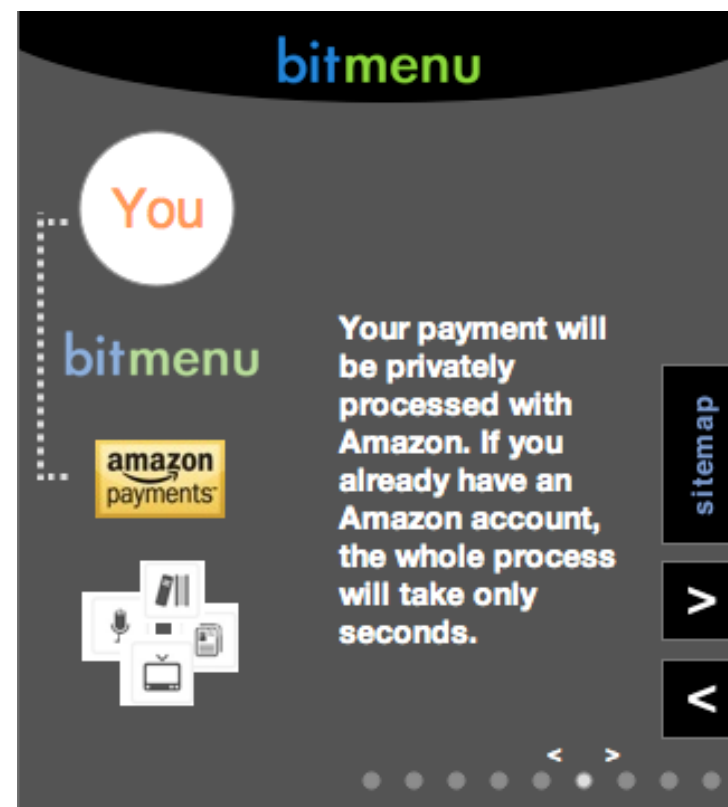 bitmenu
You
bitmenu
amazon
payments
Your payment will
be privately
processed with
Amazon. If you
already have an
Amazon account,
the whole process
will take only
seconds.
sitemap
>
<
< >